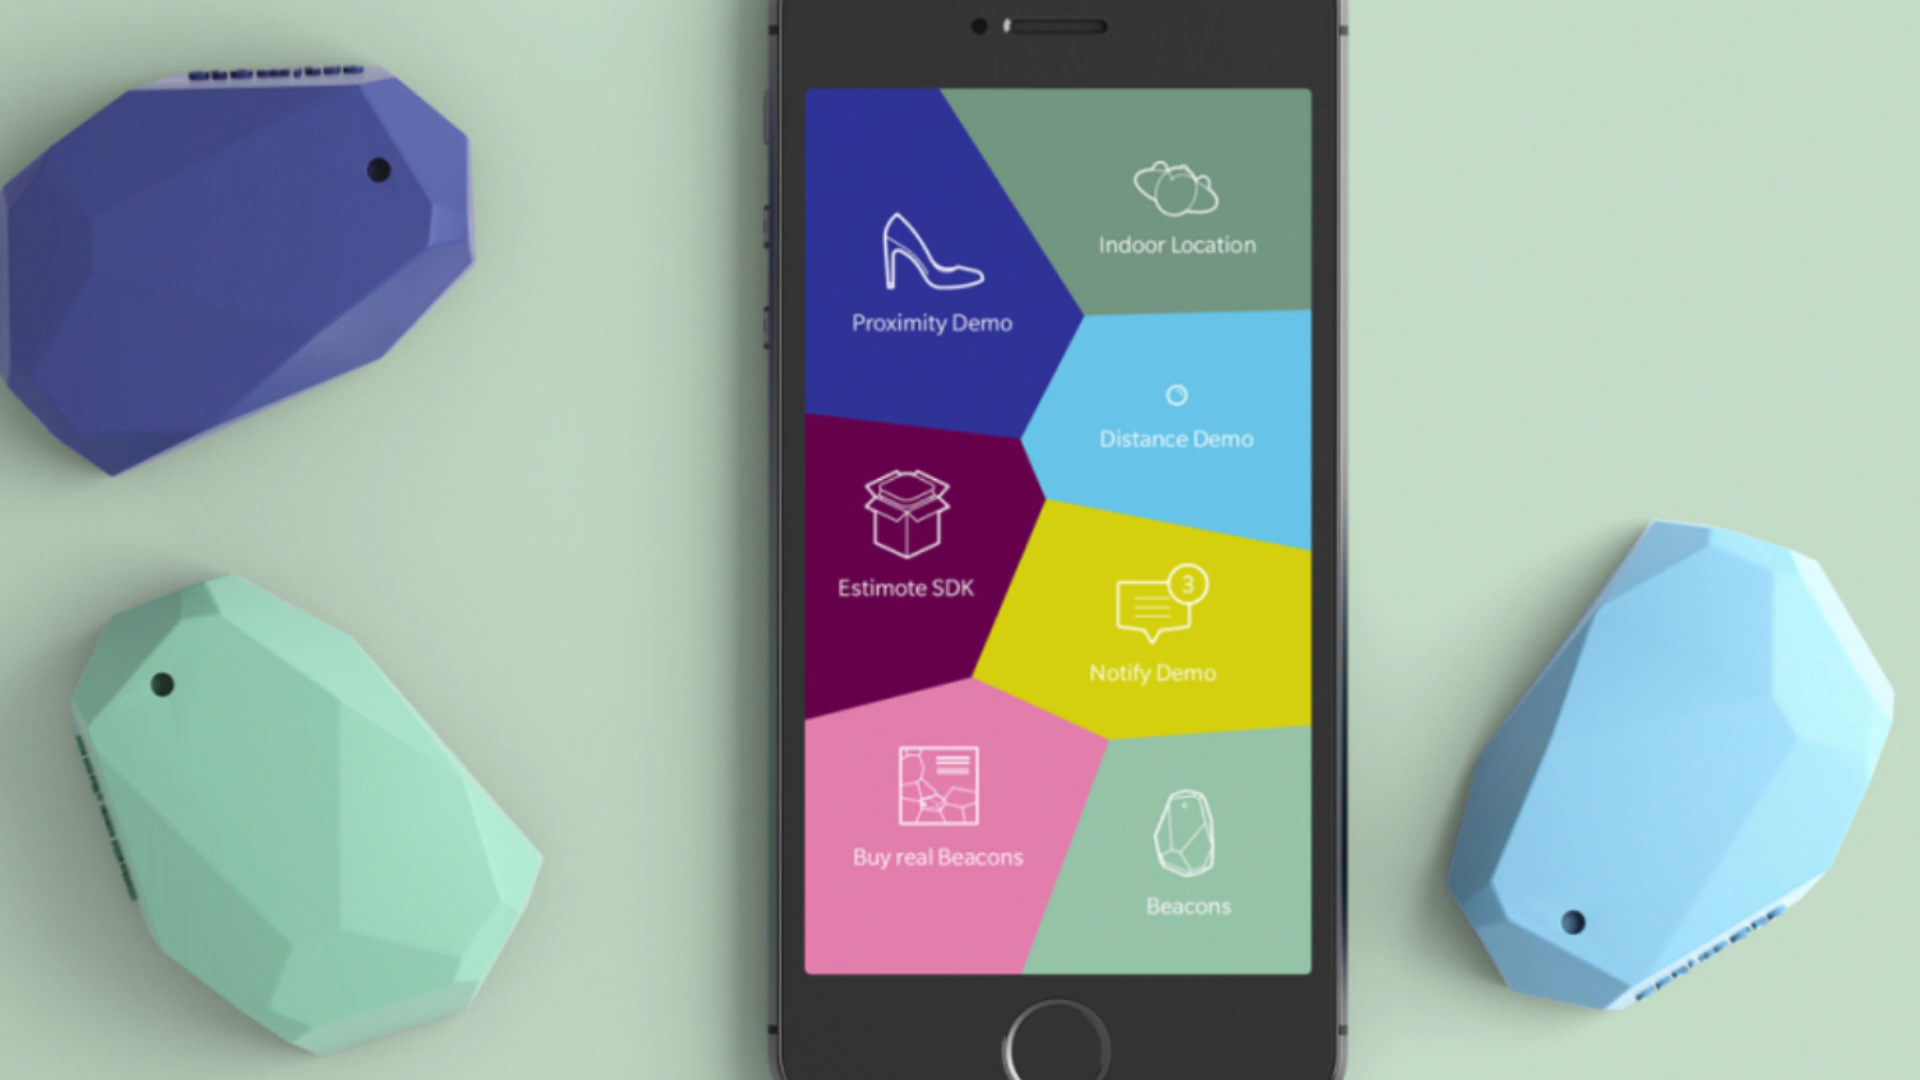 Indoor Location
Proximity Demo
Distance Demo
Estimote SDK
3
Notify Demo
Buy real Beacons
Beacons